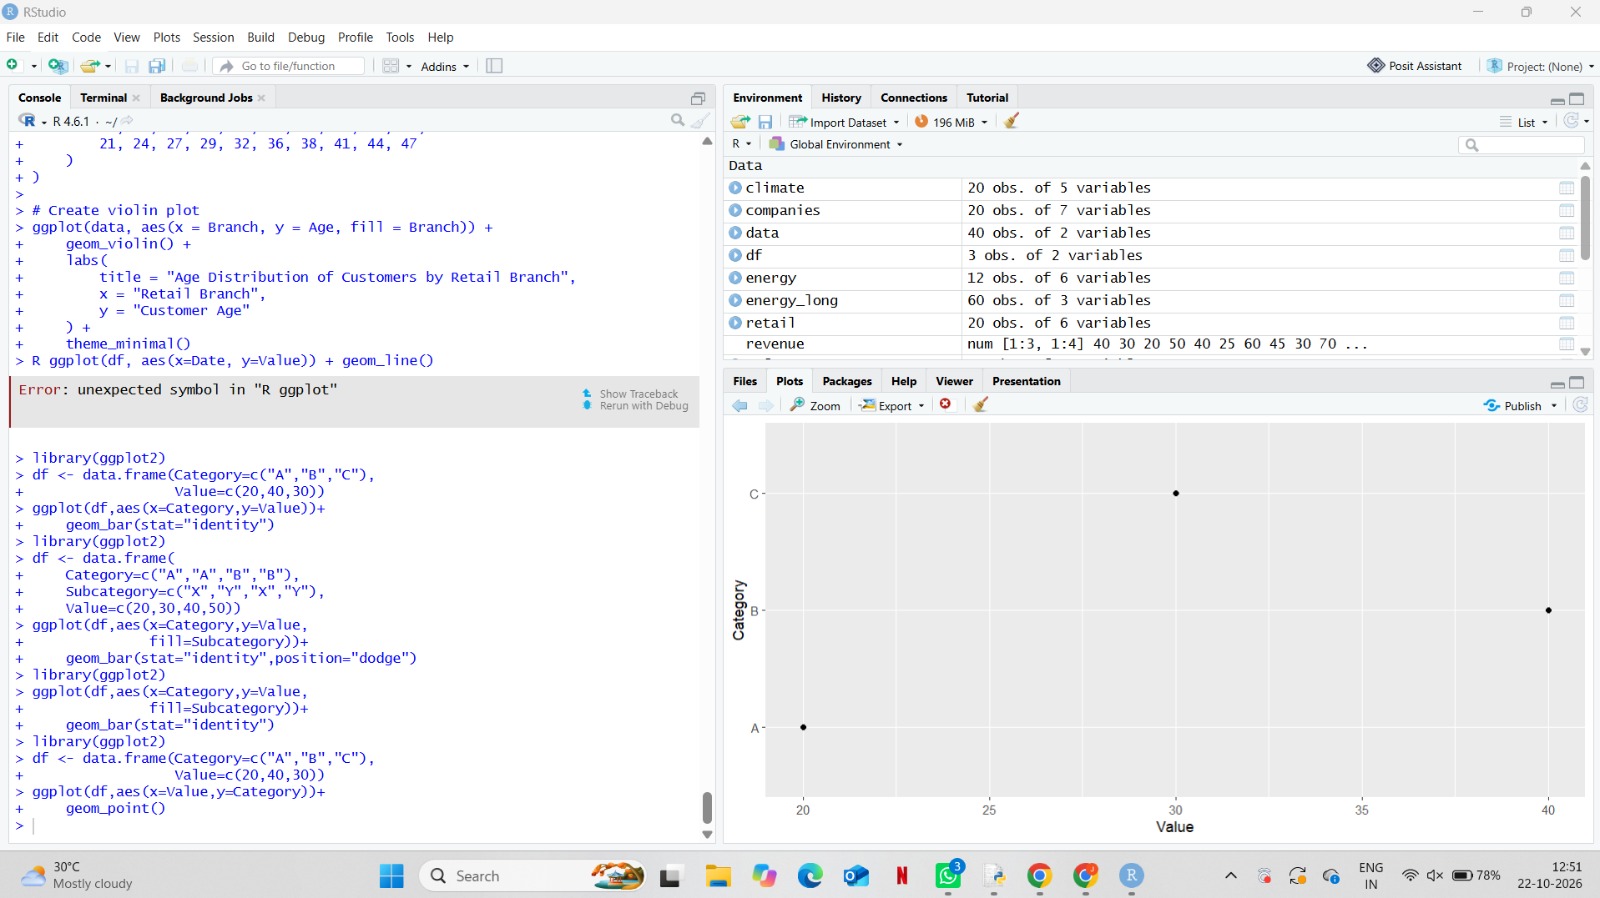 RStudio
File Edit Code View Plots Session Build Debug Profile Tools Help
Go to file/function Addins Posit Assistant Project: (None)
Console Terminal Background Jobs
R 4.6.1 · ~/
+ 21, 24, 27, 29, 32, 36, 38, 41, 44, 47
+ )
+ )
>
> # Create violin plot
> ggplot(data, aes(x = Branch, y = Age, fill = Branch)) +
+ geom_violin() +
+ labs(
+ title = "Age Distribution of Customers by Retail Branch",
+ x = "Retail Branch",
+ y = "Customer Age"
+ ) +
+ theme_minimal()
> R ggplot(df, aes(x=Date, y=Value)) + geom_line()
Error: unexpected symbol in "R ggplot"
Show Traceback
Rerun with Debug
> library(ggplot2)
> df <- data.frame(Category=c("A","B","C"),
+ Value=c(20,40,30))
> ggplot(df,aes(x=Category,y=Value))+
+ geom_bar(stat="identity")
> library(ggplot2)
> df <- data.frame(
+ Category=c("A","A","B","B"),
+ Subcategory=c("X","Y","X","Y"),
+ Value=c(20,30,40,50))
> ggplot(df,aes(x=Category,y=Value,
+ fill=Subcategory))+
+ geom_bar(stat="identity",position="dodge")
> library(ggplot2)
> ggplot(df,aes(x=Category,y=Value,
+ fill=Subcategory))+
+ geom_bar(stat="identity")
> library(ggplot2)
> df <- data.frame(Category=c("A","B","C"),
+ Value=c(20,40,30))
> ggplot(df,aes(x=Value,y=Category))+
+ geom_point()
>
Environment History Connections Tutorial
Import Dataset 196 MiB List
R Global Environment
Data
climate 20 obs. of 5 variables
companies 20 obs. of 7 variables
data 40 obs. of 2 variables
df 3 obs. of 2 variables
energy 12 obs. of 6 variables
energy_long 60 obs. of 3 variables
retail 20 obs. of 6 variables
revenue num [1:3, 1:4] 40 30 20 50 40 25 60 45 30 70 ...
Files Plots Packages Help Viewer Presentation
Zoom Export Publish
C
B
A
Category
20 25 30 35 40
Value
30°C
Mostly cloudy
Search
3
ENG
IN
78%
12:51
22-10-2026